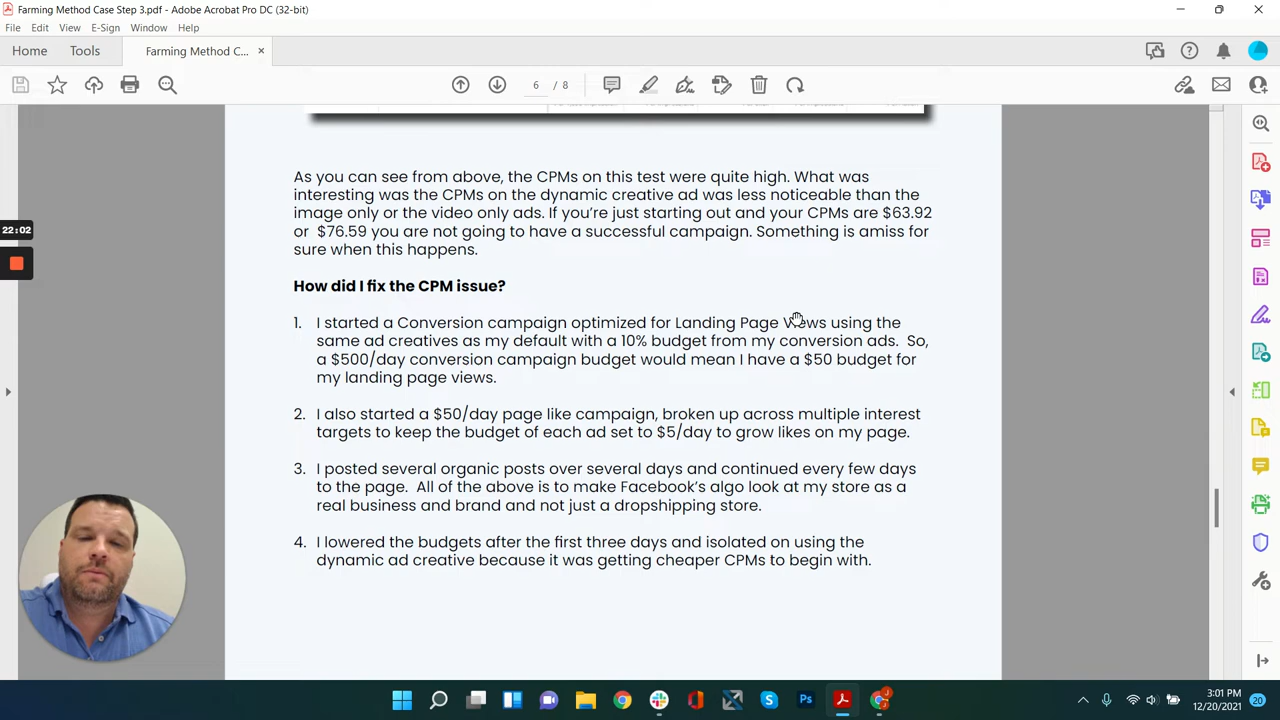 Farming Method Case Step 3.pdf - Adobe Acrobat Pro DC (32-bit)
File Edit View E-Sign Window Help
Home Tools Farming Method C... ×
6 / 8
As you can see from above, the CPMs on this test were quite high. What was
interesting was the CPMs on the dynamic creative ad was less noticeable than the
image only or the video only ads. If you’re just starting out and your CPMs are $63.92
or $76.59 you are not going to have a successful campaign. Something is amiss for
sure when this happens.
22:02
How did I fix the CPM issue?
1. I started a Conversion campaign optimized for Landing Page Views using the
same ad creatives as my default with a 10% budget from my conversion ads. So,
a $500/day conversion campaign budget would mean I have a $50 budget for
my landing page views.
2. I also started a $50/day page like campaign, broken up across multiple interest
targets to keep the budget of each ad set to $5/day to grow likes on my page.
3. I posted several organic posts over several days and continued every few days
to the page. All of the above is to make Facebook’s algo look at my store as a
real business and brand and not just a dropshipping store.
4. I lowered the budgets after the first three days and isolated on using the
dynamic ad creative because it was getting cheaper CPMs to begin with.
Ps
3:01 PM
12/20/2021
20